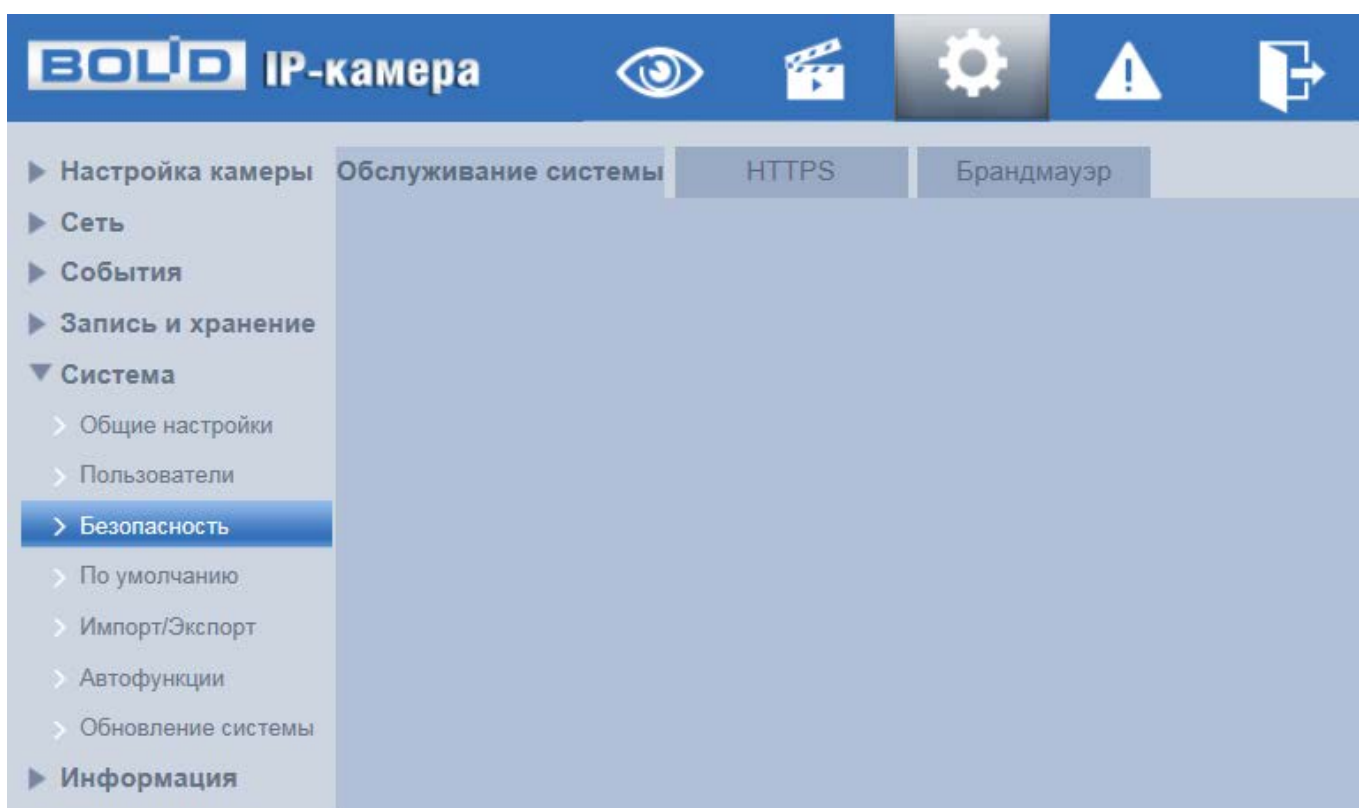 BOLID IP-камера
Настройка камеры Обслуживание системы HTTPS Брандмауэр
Сеть
События
Запись и хранение
Система
Общие настройки
Пользователи
Безопасность
По умолчанию
Импорт/Экспорт
Автофункции
Обновление системы
Информация